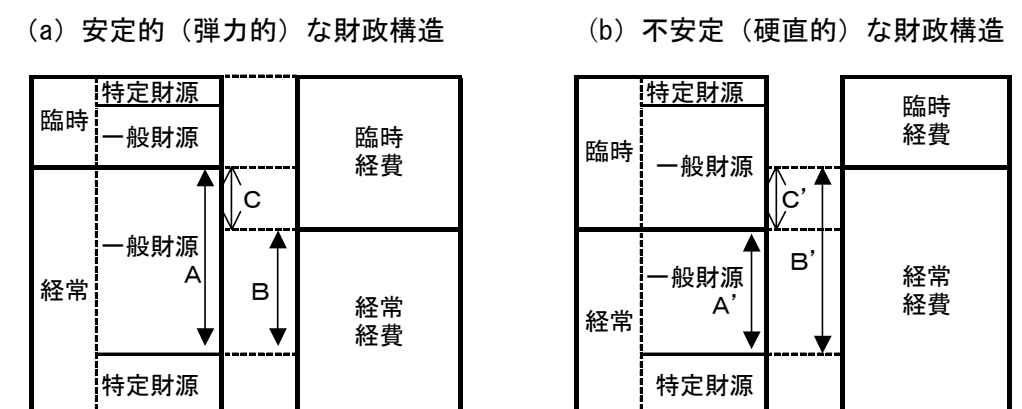 (a) 安定的（弾力的）な財政構造
臨時
特定財源
一般財源
経常
一般財源
A
特定財源
C
B
臨時
経費
経常
経費
(b) 不安定（硬直的）な財政構造
臨時
特定財源
一般財源
経常
一般財源
A’
特定財源
C’
B’
臨時
経費
経常
経費